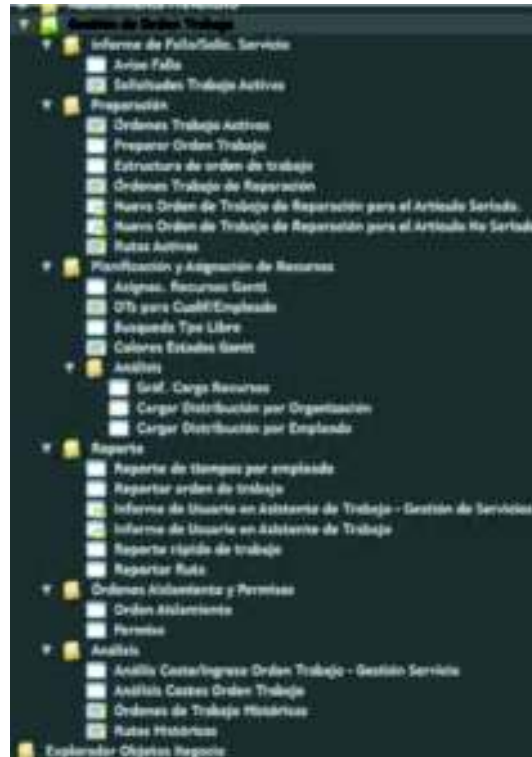 Gestión de Orden Trabajo
Informe de Fallo/Solic. Servicio
Aviso Fallo
Solicitudes Trabajo Activas
Preparación
Órdenes Trabajo Activas
Preparar Orden Trabajo
Estructura de orden de trabajo
Órdenes Trabajo de Reparación
Nueva Orden de Trabajo de Reparación para el Artículo Seriado.
Nueva Orden de Trabajo de Reparación para el Artículo No Seriado
Rutas Activas
Planificación y Asignación de Recursos
Asignac. Recursos Gantt
OTs para Cualif/Empleado
Busqueda Tpo Libre
Colores Estados Gantt
Análisis
Gráf. Carga Recursos
Cargar Distribución por Organización
Cargar Distribución por Empleado
Reporte
Reporte de tiempos por empleado
Reportar orden de trabajo
Informe de Usuario en Asistente de Trabajo - Gestión de Servicios
Informe de Usuario en Asistente de Trabajo
Reporte rápido de trabajo
Reportar Ruta
Órdenes Aislamiento y Permisos
Orden Aislamiento
Permiso
Análisis
Anállis Coste/Ingreso Orden Trabajo - Gestión Servicio
Análisis Costes Orden Trabajo
Órdenes de Trabajo Históricas
Rutas Históricas
Explorador Objetos Negocio